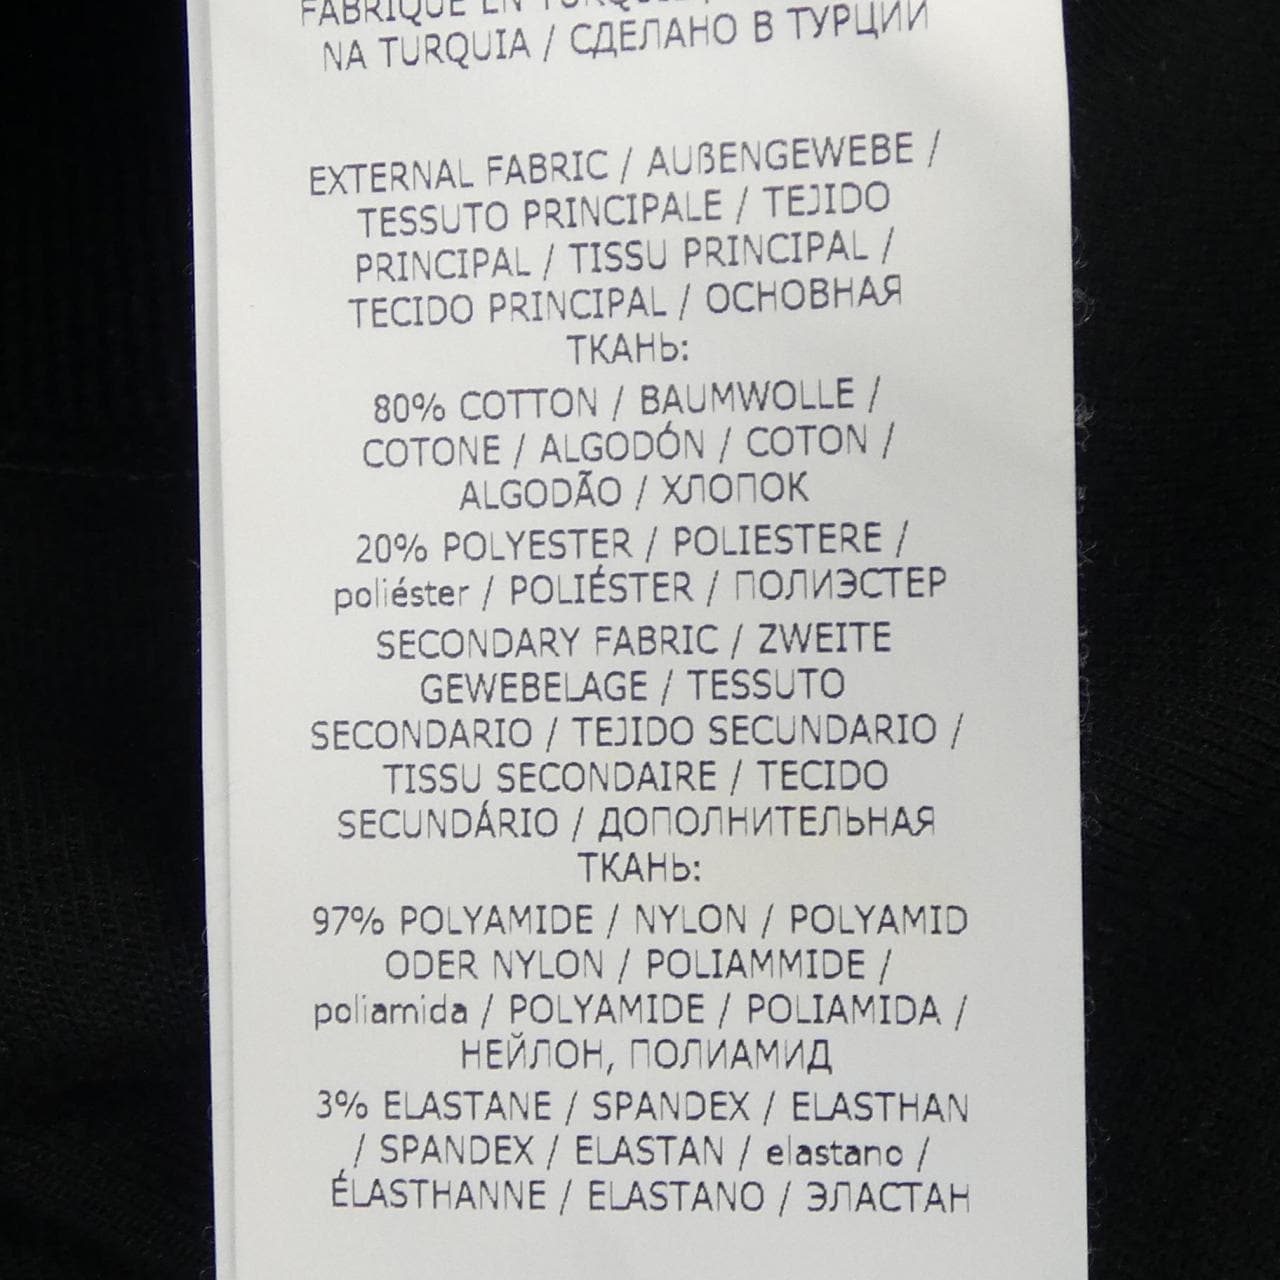 FABRIQUÉ EN
NA TURQUIA / СДЕЛАНО В ТУРЦИИ
EXTERNAL FABRIC / AUßENGEWEBE /
TESSUTO PRINCIPALE / TEJIDO
PRINCIPAL / TISSU PRINCIPAL /
TECIDO PRINCIPAL / ОСНОВНАЯ
ТКАНЬ:
80% COTTON / BAUMWOLLE /
COTONE / ALGODÓN / COTON /
ALGODÃO / ХЛОПОК
20% POLYESTER / POLIESTERE /
poliéster / POLIÉSTER / ПОЛИЭСТЕР
SECONDARY FABRIC / ZWEITE
GEWEBELAGE / TESSUTO
SECONDARIO / TEJIDO SECUNDARIO /
TISSU SECONDAIRE / TECIDO
SECUNDÁRIO / ДОПОЛНИТЕЛЬНАЯ
ТКАНЬ:
97% POLYAMIDE / NYLON / POLYAMID
ODER NYLON / POLIAMMIDE /
poliamida / POLYAMIDE / POLIAMIDA /
НЕЙЛОН, ПОЛИАМИД
3% ELASTANE / SPANDEX / ELASTHAN
/ SPANDEX / ELASTAN / elastano /
ÉLASTHANNE / ELASTANO / ЭЛАСТАН